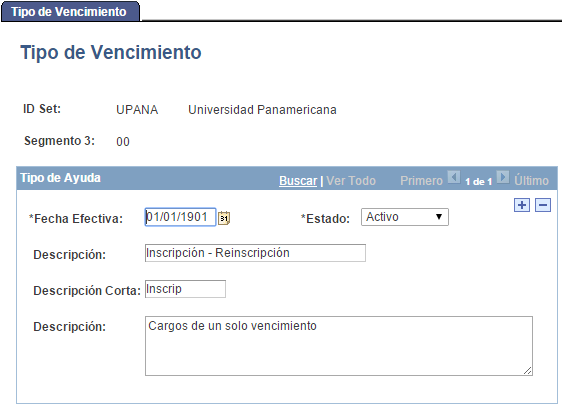 Tipo de Vencimiento
Tipo de Vencimiento
ID Set: UPANA Universidad Panamericana
Segmento 3: 00
Tipo de Ayuda Buscar | Ver Todo Primero 1 de 1 Último
*Fecha Efectiva: 01/01/1901 31 *Estado: Activo
Descripción: Inscripción - Reinscripción
Descripción Corta: Inscrip
Descripción: Cargos de un solo vencimiento